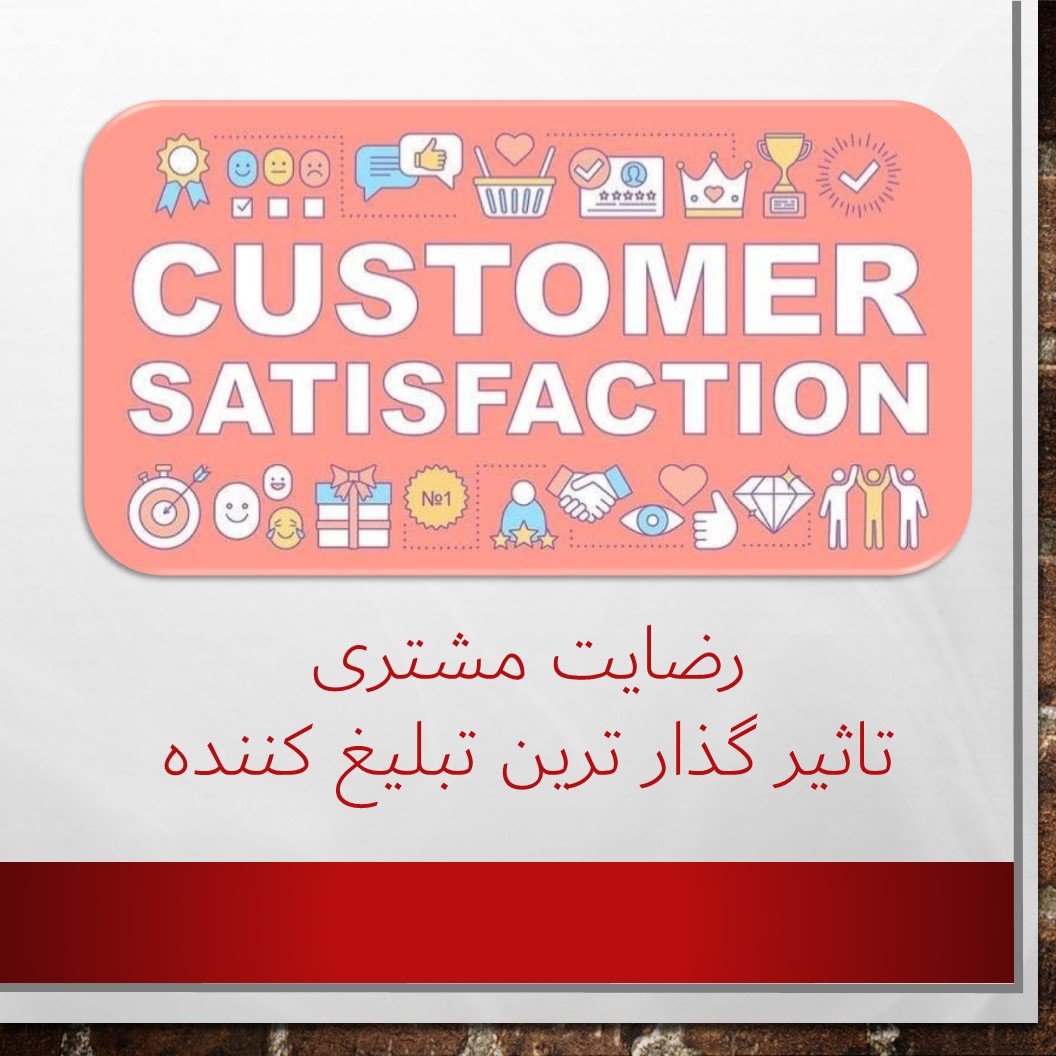 CUSTOMER
SATISFACTION
№1
رضایت مشتری
تاثیر گذار ترین تبلیغ کننده